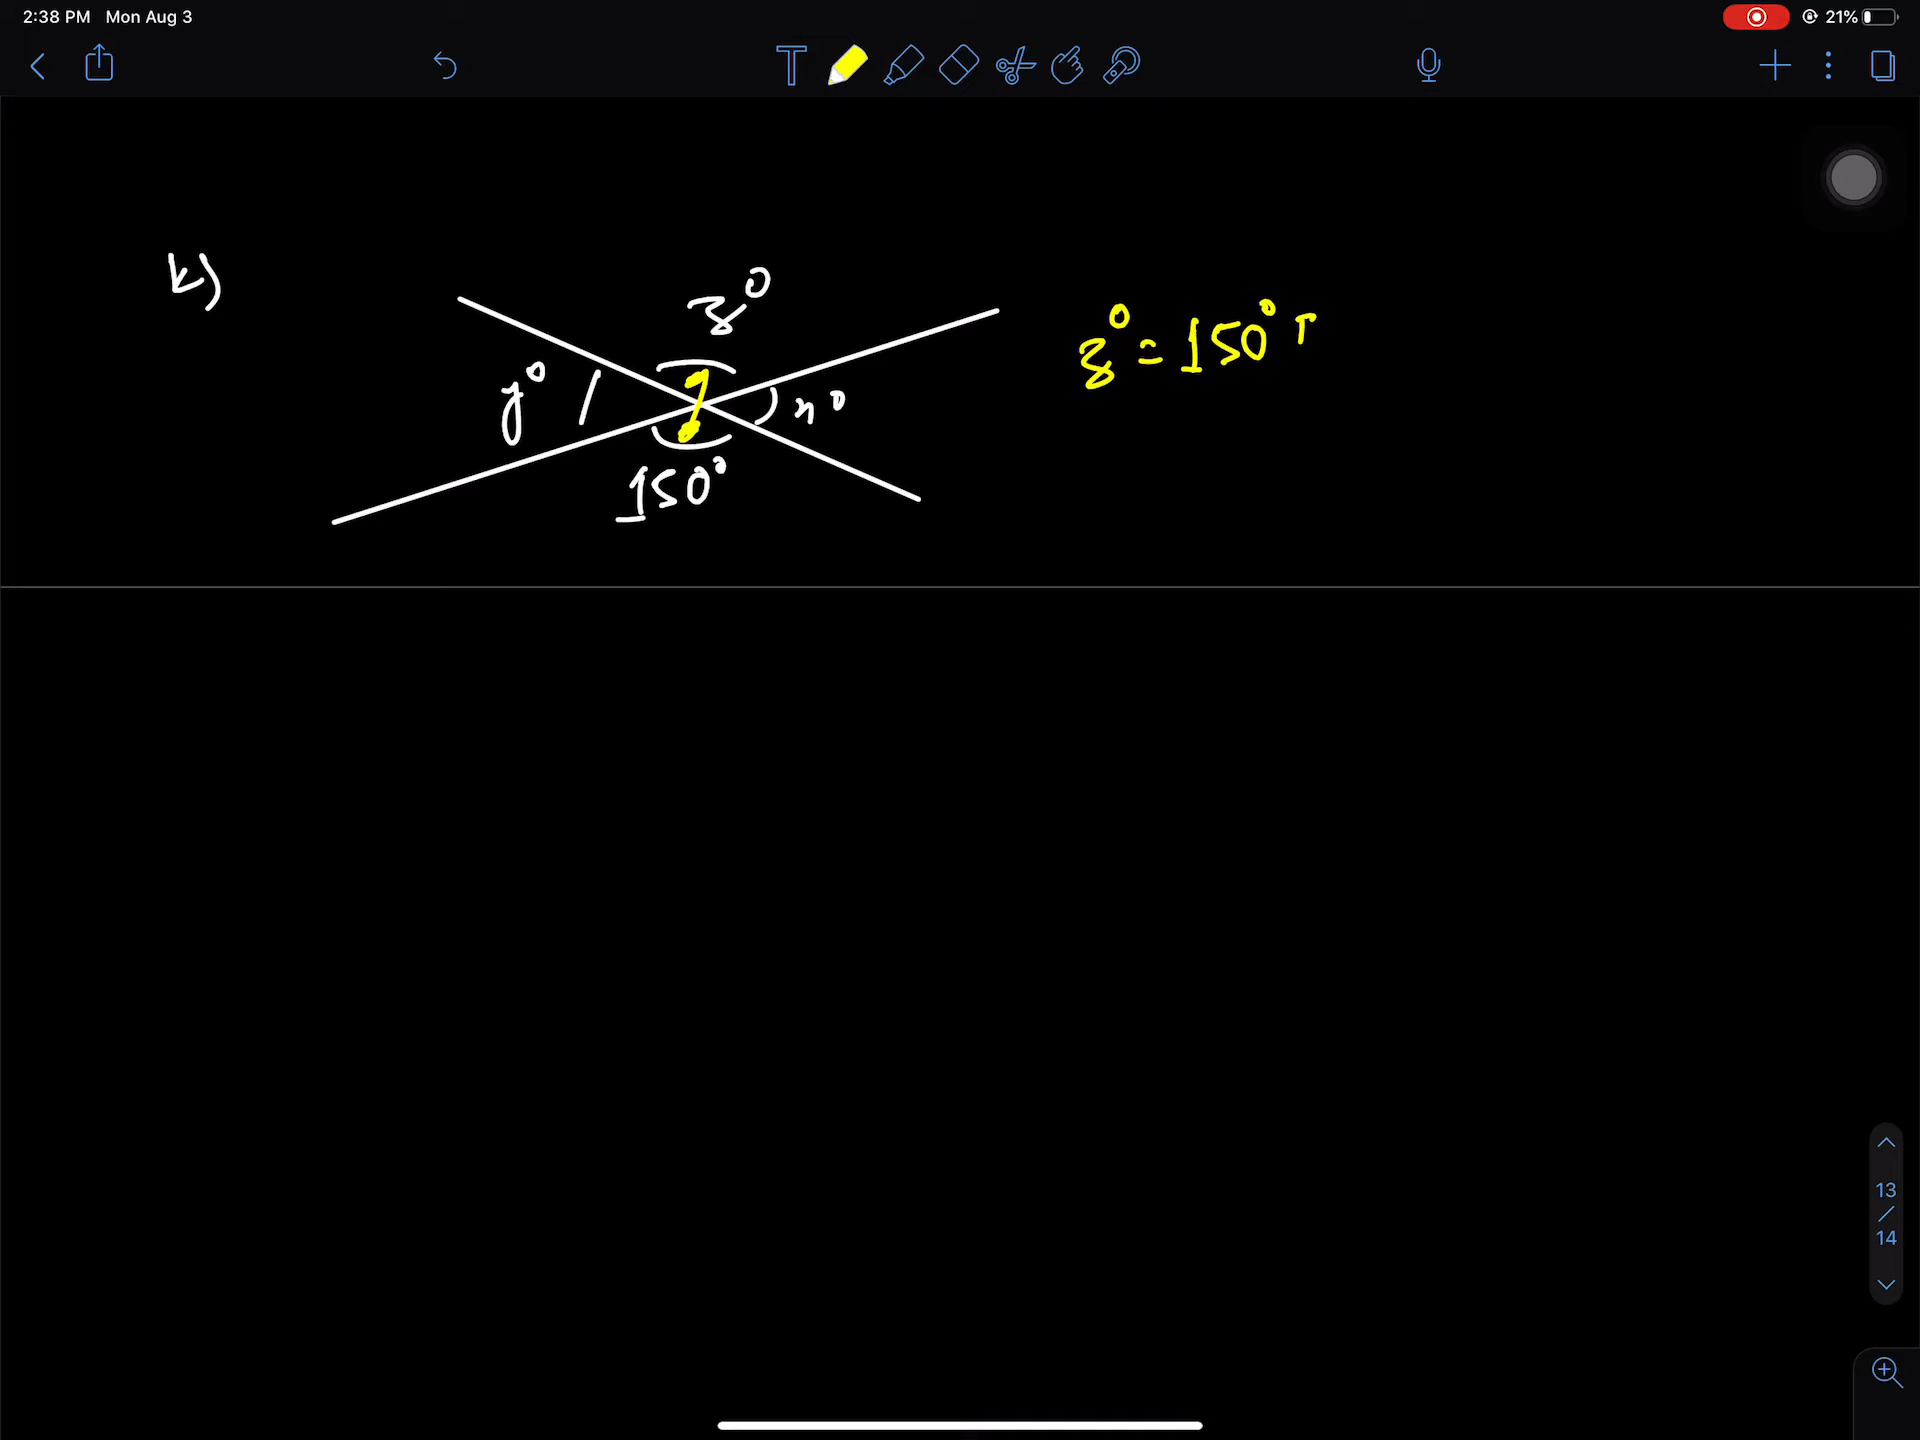 2:38 PM Mon Aug 3
21%
T
k)
z°
z° = 150°
y°
x°
150°
13
/
14